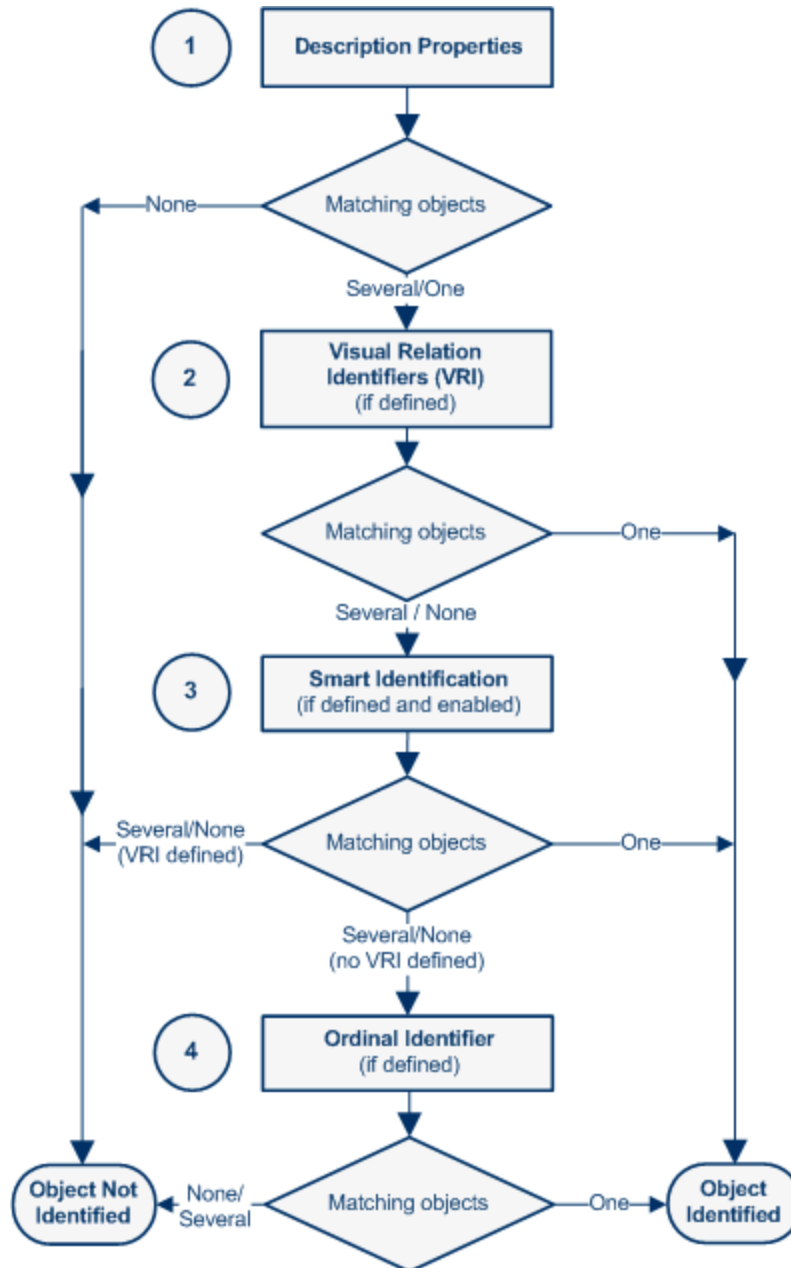 1
Description Properties
None
Matching objects
Several/One
2
Visual Relation
Identifiers (VRI)
(if defined)
Matching objects
One
Several / None
3
Smart Identification
(if defined and enabled)
Several/None
(VRI defined)
Matching objects
One
Several/None
(no VRI defined)
4
Ordinal Identifier
(if defined)
Object Not
Identified
None/
Several
Matching objects
One
Object
Identified